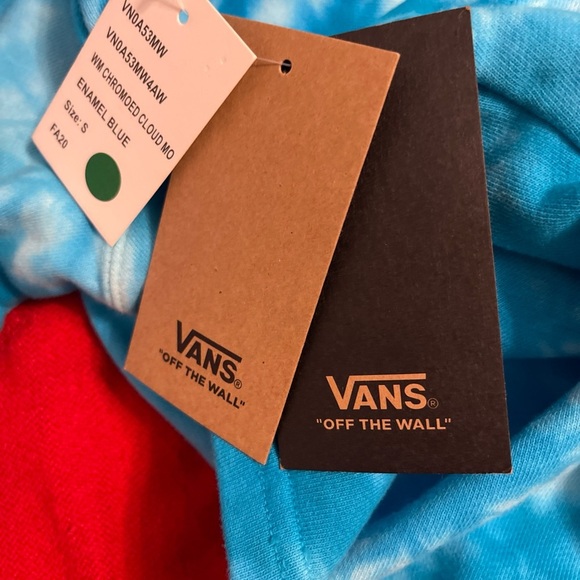 VN0A53MW
VN0A53MW4AW
WM CHROMOED CLOUD MO
ENAMEL BLUE
Size: S
FA20
VANS®
"OFF THE WALL"
VANS®
"OFF THE WALL"